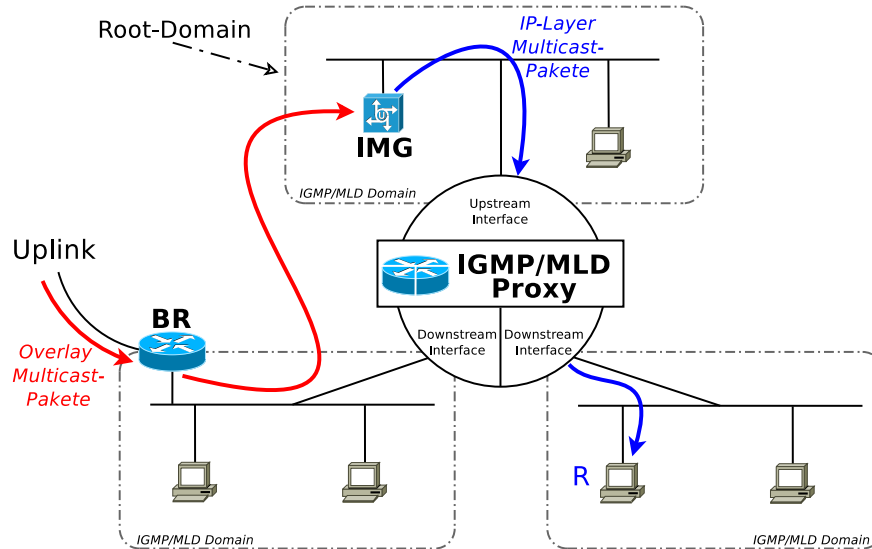 Root-Domain
IP-Layer
Multicast-
Pakete
IMG
IGMP/MLD Domain
Upstream
Interface
IGMP/MLD
Proxy
Uplink
BR
Downstream
Interface
Downstream
Interface
Overlay
Multicast-
Pakete
R
IGMP/MLD Domain
IGMP/MLD Domain